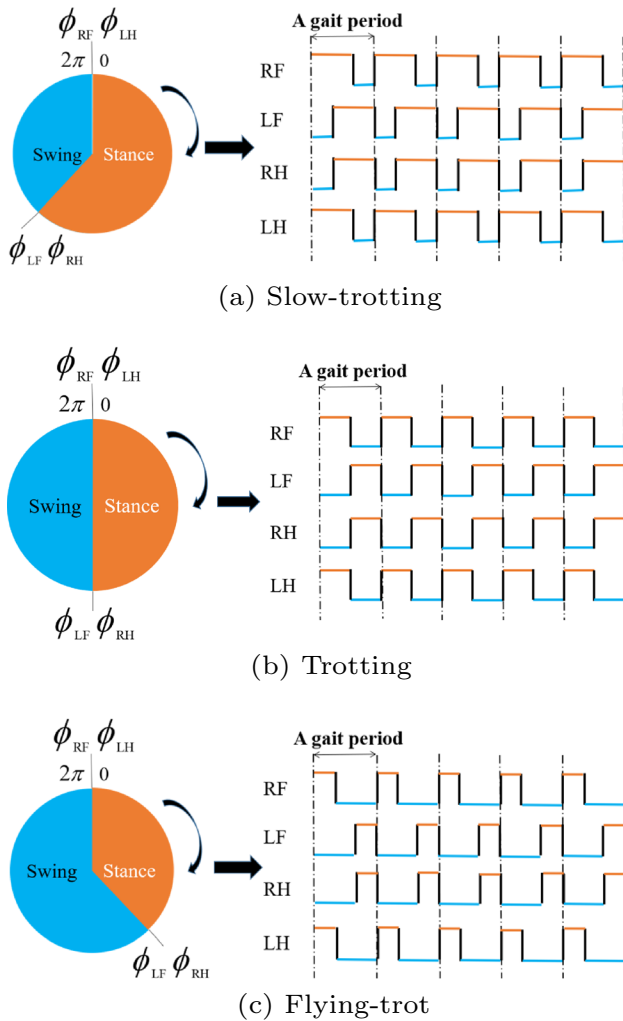 ϕRF ϕLH
2π 0
Swing Stance
ϕLF ϕRH
A gait period
RF
LF
RH
LH
(a) Slow-trotting
ϕRF ϕLH
2π 0
Swing Stance
ϕLF ϕRH
A gait period
RF
LF
RH
LH
(b) Trotting
ϕRF ϕLH
2π 0
Swing Stance
ϕLF ϕRH
A gait period
RF
LF
RH
LH
(c) Flying-trot